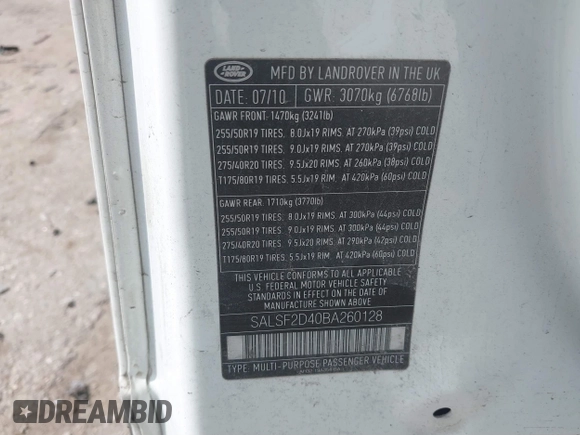 LAND
ROVER
MFD BY LANDROVER IN THE UK
DATE: 07/10 GWR: 3070kg (6768lb)
GAWR FRONT: 1470kg (3241lb)
255/50R19 TIRES. 8.0Jx19 RIMS. AT 270kPa (39psi) COLD
255/50R19 TIRES. 9.0Jx19 RIMS. AT 270kPa (39psi) COLD
275/40R20 TIRES. 9.5Jx20 RIMS. AT 260kPa (38psi) COLD
T175/80R19 TIRES. 5.5Jx19 RIM. AT 420kPa (60psi) COLD
GAWR REAR: 1710kg (3770lb)
255/50R19 TIRES. 8.0Jx19 RIMS. AT 300kPa (44psi) COLD
255/50R19 TIRES. 9.0Jx19 RIMS. AT 300kPa (44psi) COLD
275/40R20 TIRES. 9.5Jx20 RIMS. AT 290kPa (42psi) COLD
T175/80R19 TIRES. 5.5Jx19 RIM. AT 420kPa (60psi) COLD
THIS VEHICLE CONFORMS TO ALL APPLICABLE
U.S. FEDERAL MOTOR VEHICLE SAFETY
STANDARDS IN EFFECT ON THE DATE OF
MANUFACTURE SHOWN ABOVE
SALSF2D40BA260128
TYPE: MULTI-PURPOSE PASSENGER VEHICLE
DREAMBID